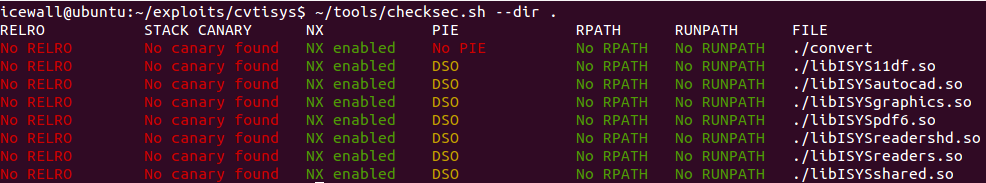 icewall@ubuntu:~/exploits/cvtisys$ ~/tools/checksec.sh --dir .
RELRO STACK CANARY NX PIE RPATH RUNPATH FILE
No RELRO No canary found NX enabled No PIE No RPATH No RUNPATH ./convert
No RELRO No canary found NX enabled DSO No RPATH No RUNPATH ./libISYS11df.so
No RELRO No canary found NX enabled DSO No RPATH No RUNPATH ./libISYSautocad.so
No RELRO No canary found NX enabled DSO No RPATH No RUNPATH ./libISYSgraphics.so
No RELRO No canary found NX enabled DSO No RPATH No RUNPATH ./libISYSpdf6.so
No RELRO No canary found NX enabled DSO No RPATH No RUNPATH ./libISYSreadershd.so
No RELRO No canary found NX enabled DSO No RPATH No RUNPATH ./libISYSreaders.so
No RELRO No canary found NX enabled DSO No RPATH No RUNPATH ./libISYSshared.so